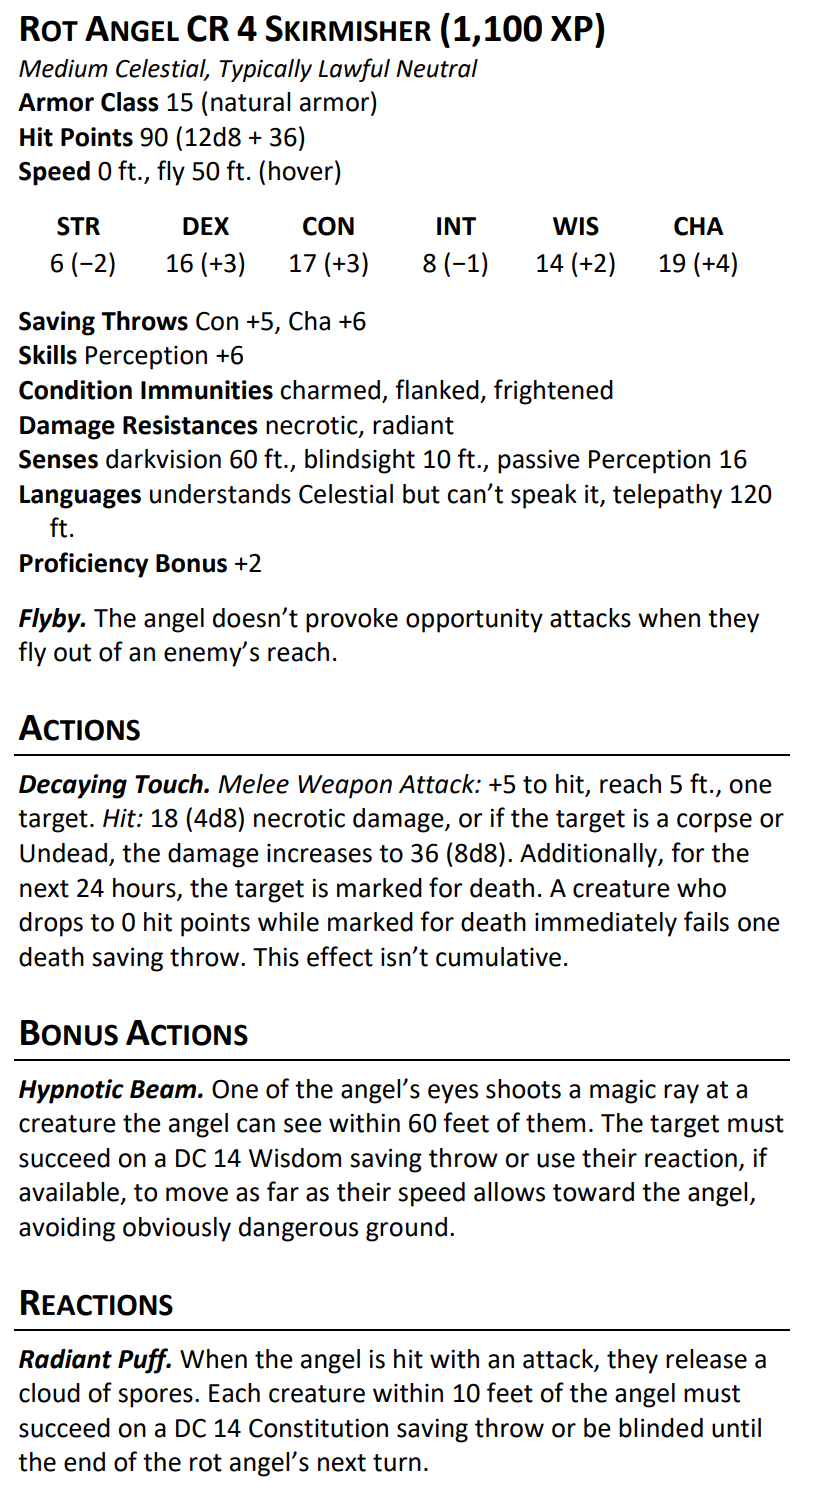 ROT ANGEL CR 4 SKIRMISHER (1,100 XP)
Medium Celestial, Typically Lawful Neutral
Armor Class 15 (natural armor)
Hit Points 90 (12d8 + 36)
Speed 0 ft., fly 50 ft. (hover)
STR DEX CON INT WIS CHA
6 (−2) 16 (+3) 17 (+3) 8 (−1) 14 (+2) 19 (+4)
Saving Throws Con +5, Cha +6
Skills Perception +6
Condition Immunities charmed, flanked, frightened
Damage Resistances necrotic, radiant
Senses darkvision 60 ft., blindsight 10 ft., passive Perception 16
Languages understands Celestial but can’t speak it, telepathy 120
ft.
Proficiency Bonus +2
Flyby. The angel doesn’t provoke opportunity attacks when they
fly out of an enemy’s reach.
ACTIONS
Decaying Touch. Melee Weapon Attack: +5 to hit, reach 5 ft., one
target. Hit: 18 (4d8) necrotic damage, or if the target is a corpse or
Undead, the damage increases to 36 (8d8). Additionally, for the
next 24 hours, the target is marked for death. A creature who
drops to 0 hit points while marked for death immediately fails one
death saving throw. This effect isn’t cumulative.
BONUS ACTIONS
Hypnotic Beam. One of the angel’s eyes shoots a magic ray at a
creature the angel can see within 60 feet of them. The target must
succeed on a DC 14 Wisdom saving throw or use their reaction, if
available, to move as far as their speed allows toward the angel,
avoiding obviously dangerous ground.
REACTIONS
Radiant Puff. When the angel is hit with an attack, they release a
cloud of spores. Each creature within 10 feet of the angel must
succeed on a DC 14 Constitution saving throw or be blinded until
the end of the rot angel’s next turn.